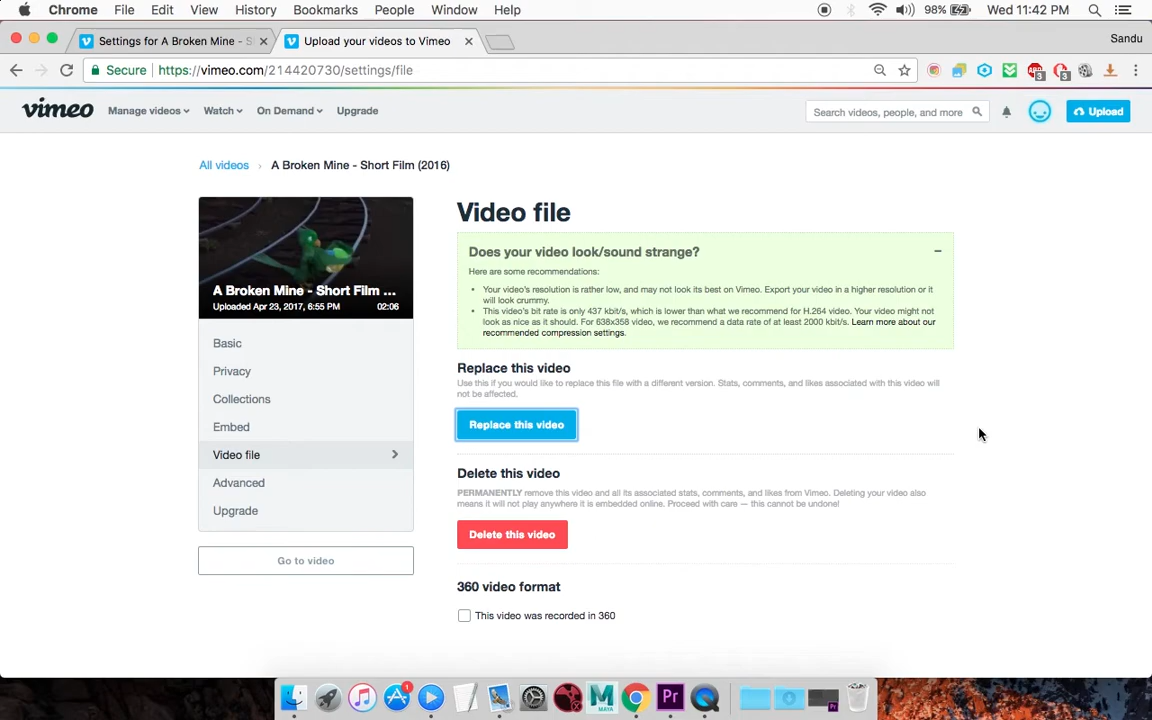 Chrome File Edit View History Bookmarks People Window Help 98% Wed 11:42 PM
Settings for A Broken Mine - S Upload your videos to Vimeo Sandu
Secure https://vimeo.com/214420730/settings/file
vimeo Manage videos Watch On Demand Upgrade Search videos, people, and more Upload
All videos › A Broken Mine - Short Film (2016)
Video file
Does your video look/sound strange?
Here are some recommendations:
• Your video's resolution is rather low, and may not look its best on Vimeo. Export your video in a higher resolution or it
will look crummy.
• This video's bit rate is only 437 kbit/s, which is lower than what we recommend for H.264 video. Your video might not
look as nice as it should. For 638x358 video, we recommend a data rate of at least 2000 kbit/s. Learn more about our
recommended compression settings.
A Broken Mine - Short Film ...
Uploaded Apr 23, 2017, 6:55 PM 02:06
Basic
Privacy
Collections
Embed
Video file
Advanced
Upgrade
Go to video
Replace this video
Use this if you would like to replace this file with a different version. Stats, comments, and likes associated with this video will
not be affected.
Replace this video
Delete this video
PERMANENTLY remove this video and all its associated stats, comments, and likes from Vimeo. Deleting your video also
means it will not play anywhere it is embedded online. Proceed with care — this cannot be undone!
Delete this video
360 video format
This video was recorded in 360
3 3
1
MAYA
Pr